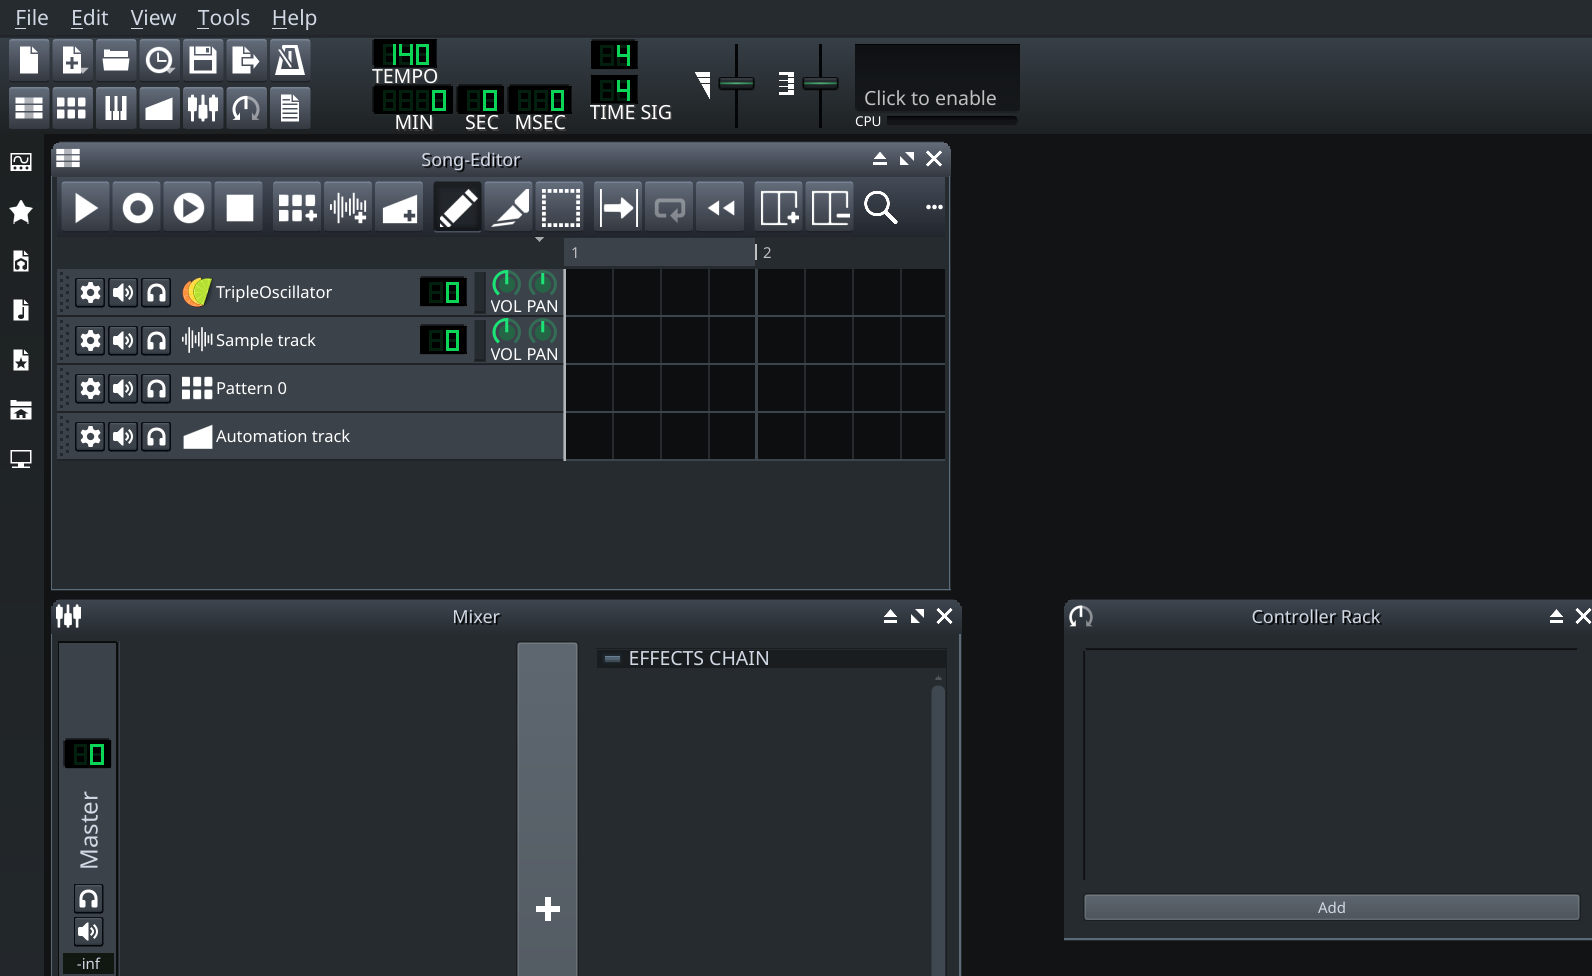 File Edit View Tools Help
140
TEMPO
0 0 0
MIN SEC MSEC
4
4
TIME SIG
Click to enable
CPU
Song-Editor
1 2
TripleOscillator 0 VOL PAN
Sample track 0 VOL PAN
Pattern 0
Automation track
Mixer
EFFECTS CHAIN
0
Master
-inf
Controller Rack
Add